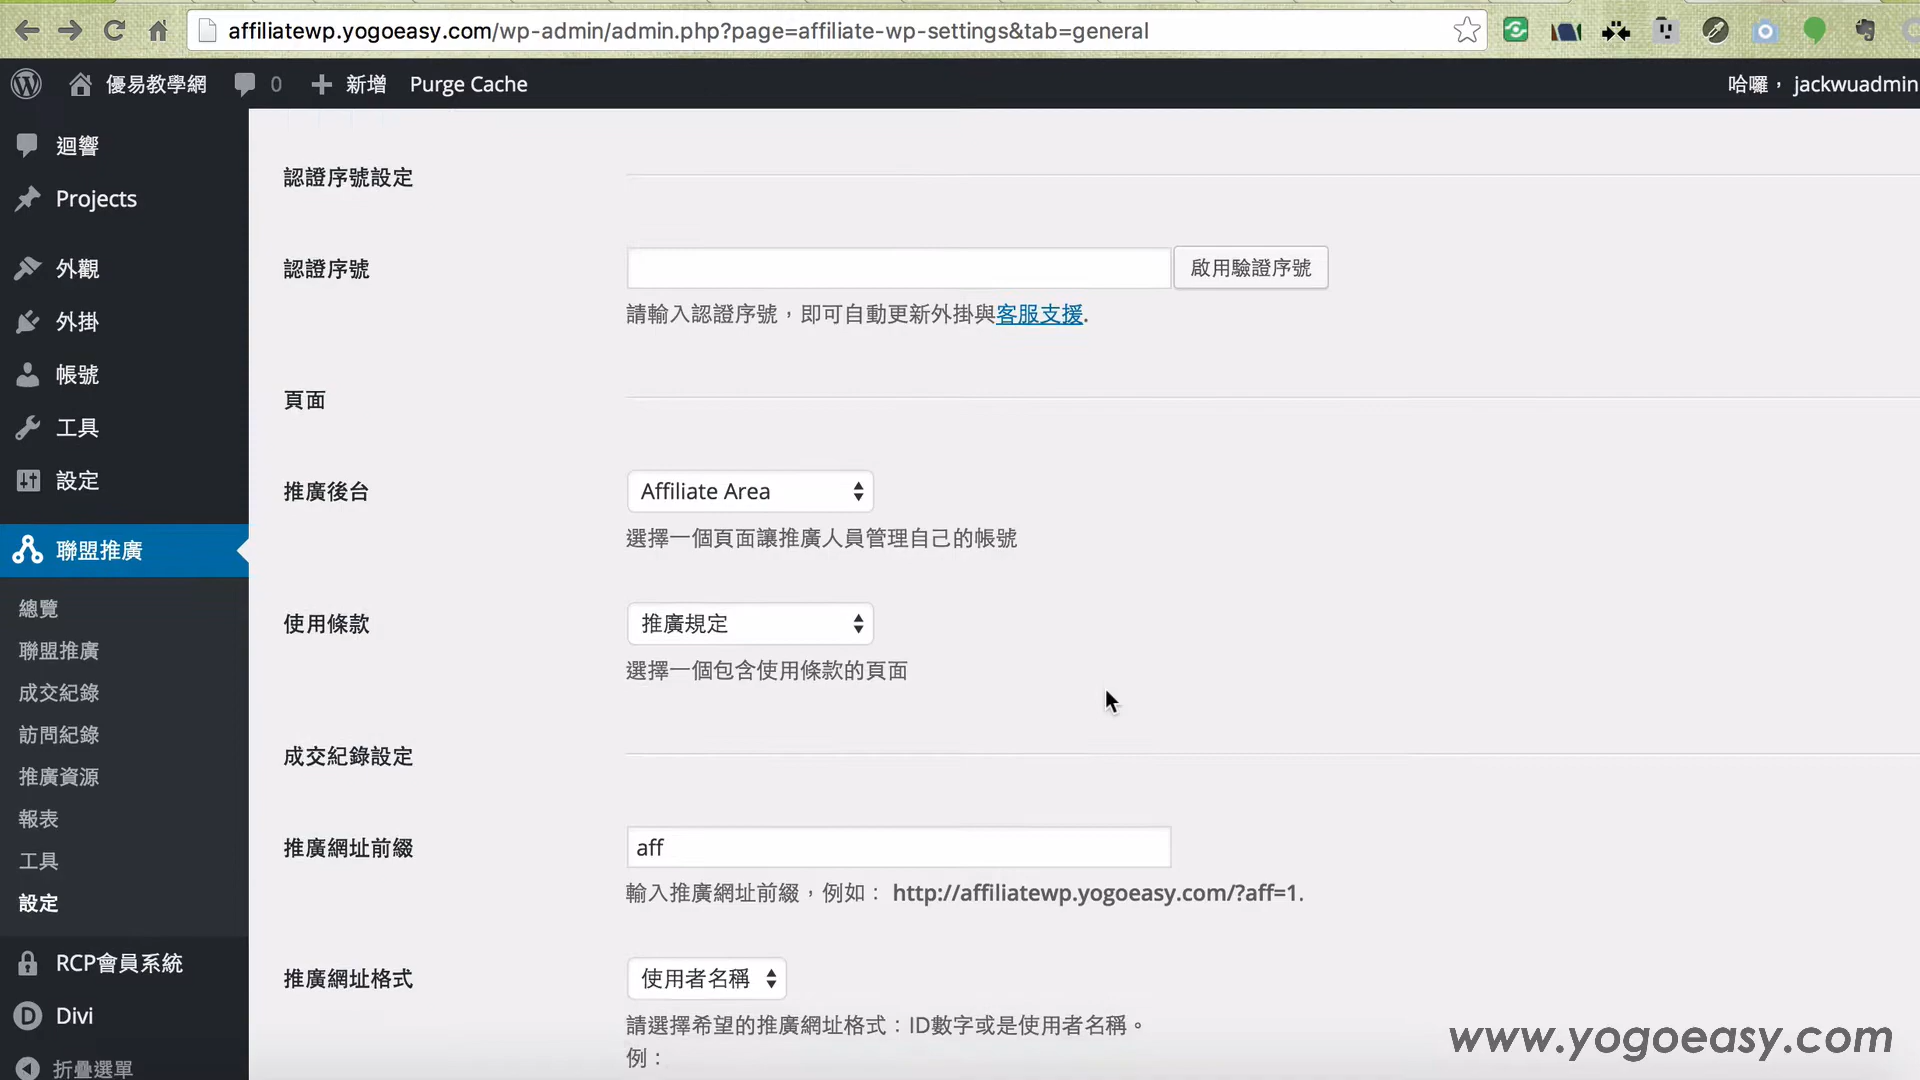 affiliatewp.yogoeasy.com/wp-admin/admin.php?page=affiliate-wp-settings&tab=general
優易教學網 0 新增 Purge Cache 哈囉， jackwuadmin
迴響
Projects
外觀
外掛
帳號
工具
設定
聯盟推廣
總覽
聯盟推廣
成交紀錄
訪問紀錄
推廣資源
報表
工具
設定
RCP會員系統
Divi
折疊選單
認證序號設定
認證序號 啟用驗證序號
請輸入認證序號，即可自動更新外掛與客服支援.
頁面
推廣後台 Affiliate Area
選擇一個頁面讓推廣人員管理自己的帳號
使用條款 推廣規定
選擇一個包含使用條款的頁面
成交紀錄設定
推廣網址前綴 aff
輸入推廣網址前綴，例如： http://affiliatewp.yogoeasy.com/?aff=1.
推廣網址格式 使用者名稱
請選擇希望的推廣網址格式：ID數字或是使用者名稱。
例：
www.yogoeasy.com